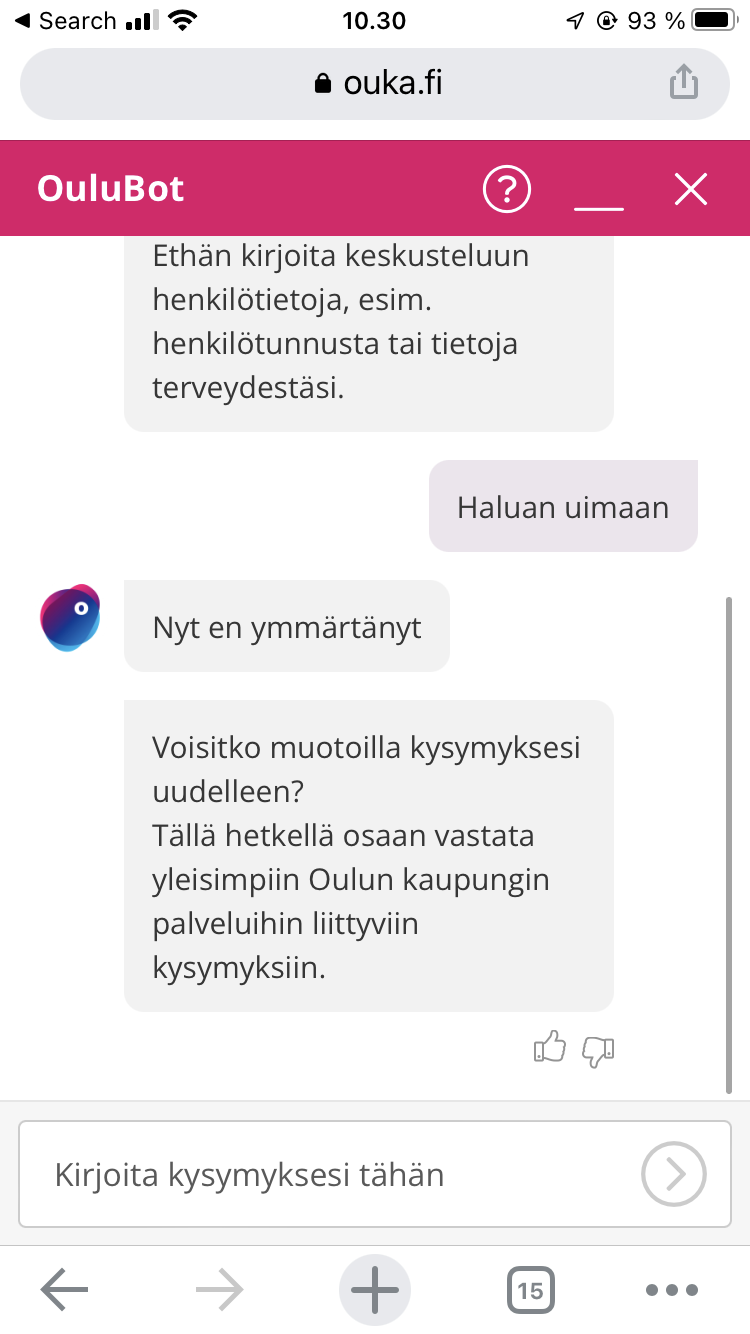 Search
10.30
93 %
ouka.fi
OuluBot
?
Ethän kirjoita keskusteluun
henkilötietoja, esim.
henkilötunnusta tai tietoja
terveydestäsi.
Haluan uimaan
Nyt en ymmärtänyt
Voisitko muotoilla kysymyksesi
uudelleen?
Tällä hetkellä osaan vastata
yleisimpiin Oulun kaupungin
palveluihin liittyviin
kysymyksiin.
Kirjoita kysymyksesi tähän
15